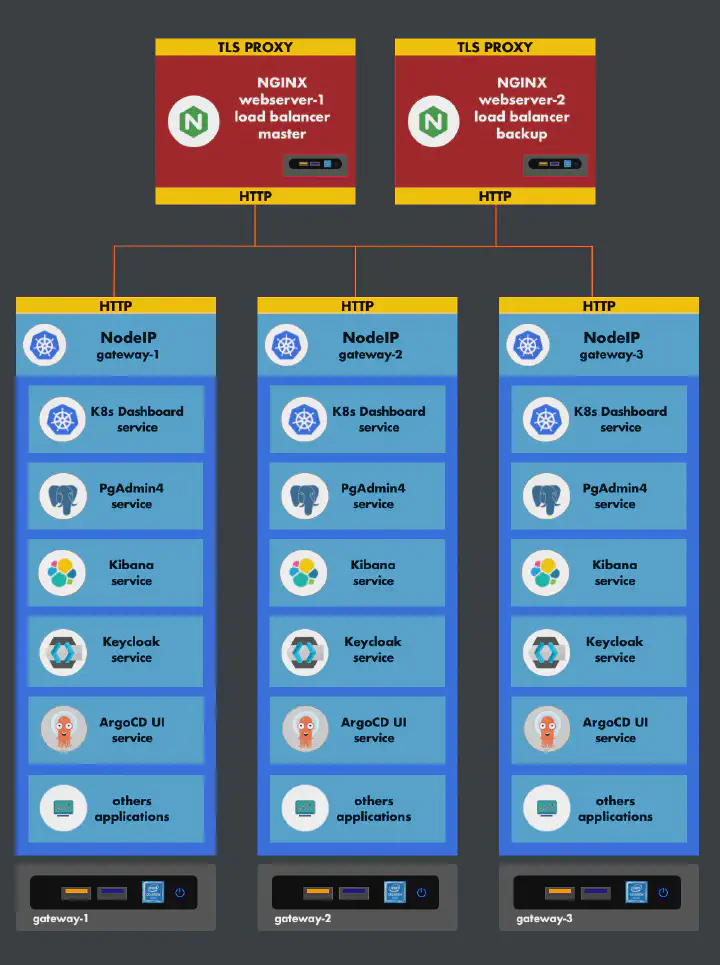 TLS PROXY
NGINX
webserver-1
load balancer
master
HTTP
TLS PROXY
NGINX
webserver-2
load balancer
backup
HTTP
HTTP
NodeIP
gateway-1
K8s Dashboard
service
PgAdmin4
service
Kibana
service
Keycloak
service
ArgoCD UI
service
others
applications
gateway-1
HTTP
NodeIP
gateway-2
K8s Dashboard
service
PgAdmin4
service
Kibana
service
Keycloak
service
ArgoCD UI
service
others
applications
gateway-2
HTTP
NodeIP
gateway-3
K8s Dashboard
service
PgAdmin4
service
Kibana
service
Keycloak
service
ArgoCD UI
service
others
applications
gateway-3